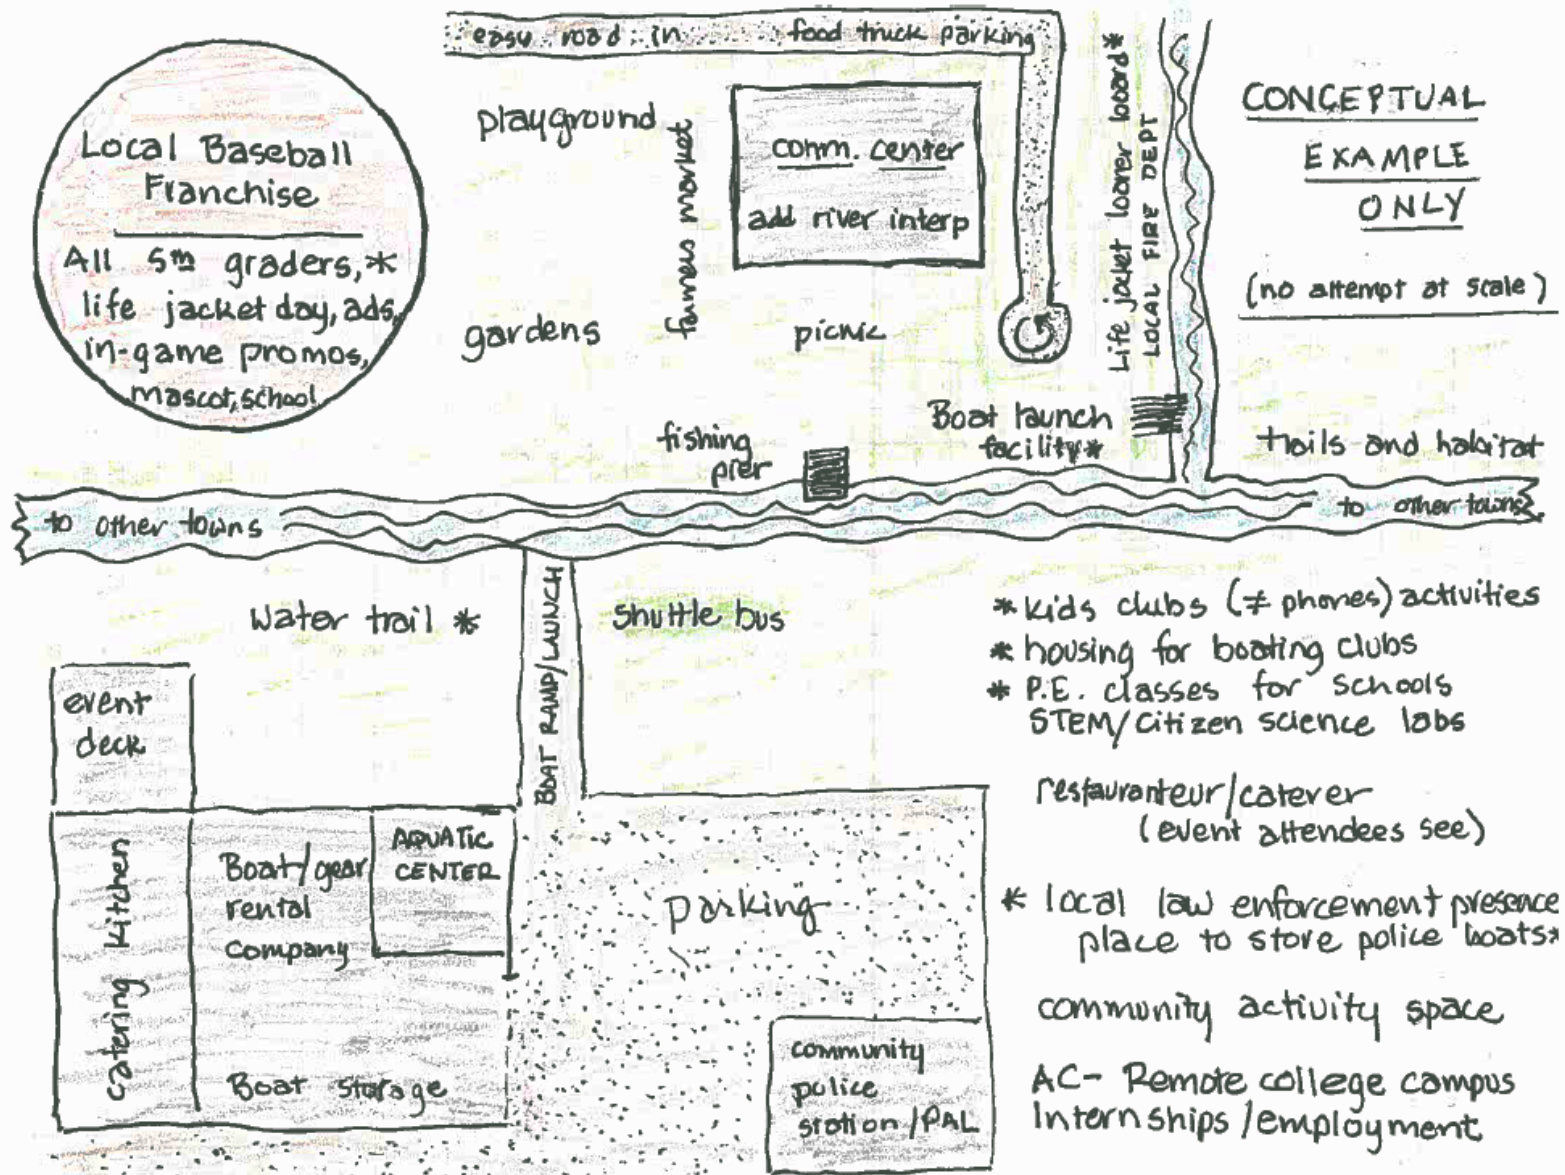 easy road in food truck parking
Local Baseball
Franchise
All 5th graders,*
life jacket day, ads,
in-game promos,
mascot, school
playground
farmers market
comm. center
add river interp
gardens
picnic
Life jacket loaner board*
LOCAL FIRE DEPT
CONCEPTUAL
EXAMPLE
ONLY
(no attempt at scale)
fishing
pier
Boat launch
facility*
trails and habitat
to other towns
to other towns
Water trail *
BOAT RAMP/LAUNCH
Shuttle bus
* kids clubs (≠ phones) activities
* housing for boating clubs
* P.E. classes for schools
STEM/citizen science labs
restauranteur/caterer
(event attendees see)
* local law enforcement presence
place to store police boats*
community activity space
AC- Remote college campus
Internships/employment
event
deck
catering kitchen
Boat/gear
rental
company
AQUATIC
CENTER
Boat storage
parking
community
police
station/PAL